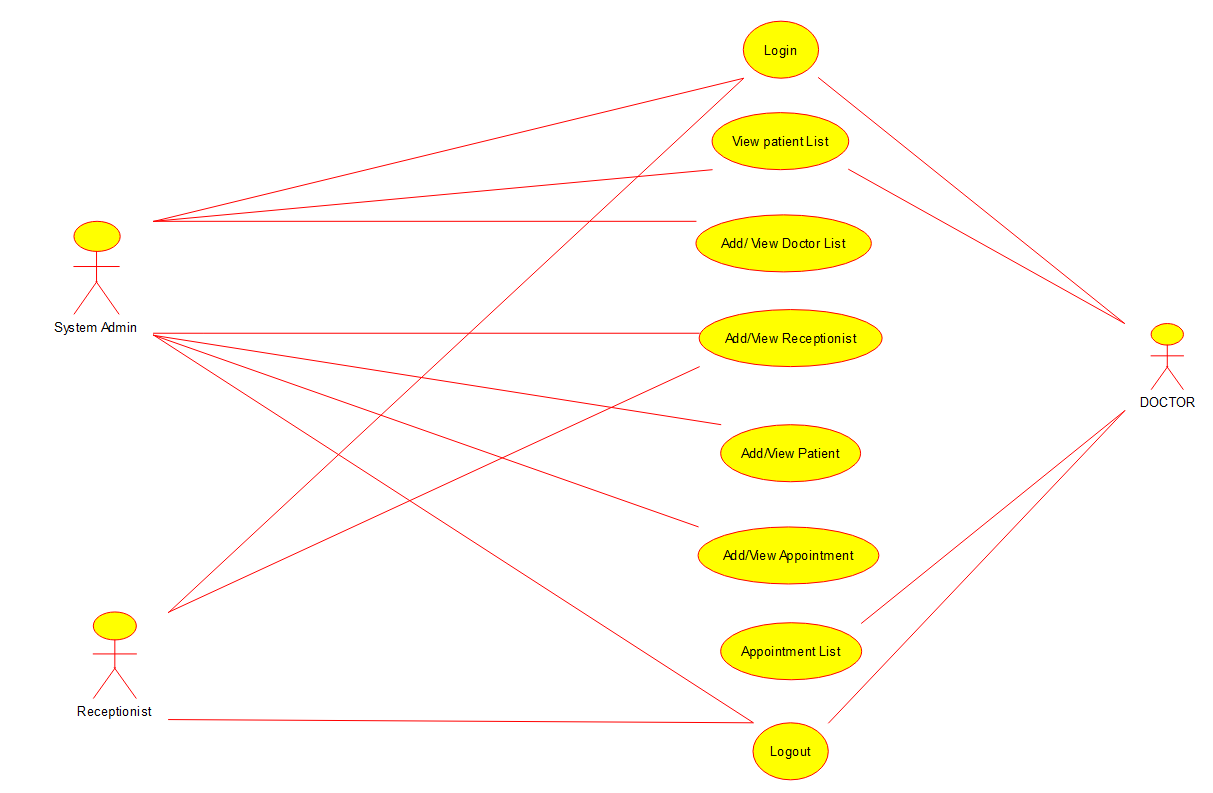 Login
View patient List
Add/ View Doctor List
System Admin
Add/View Receptionist
DOCTOR
Add/View Patient
Add/View Appointment
Appointment List
Receptionist
Logout